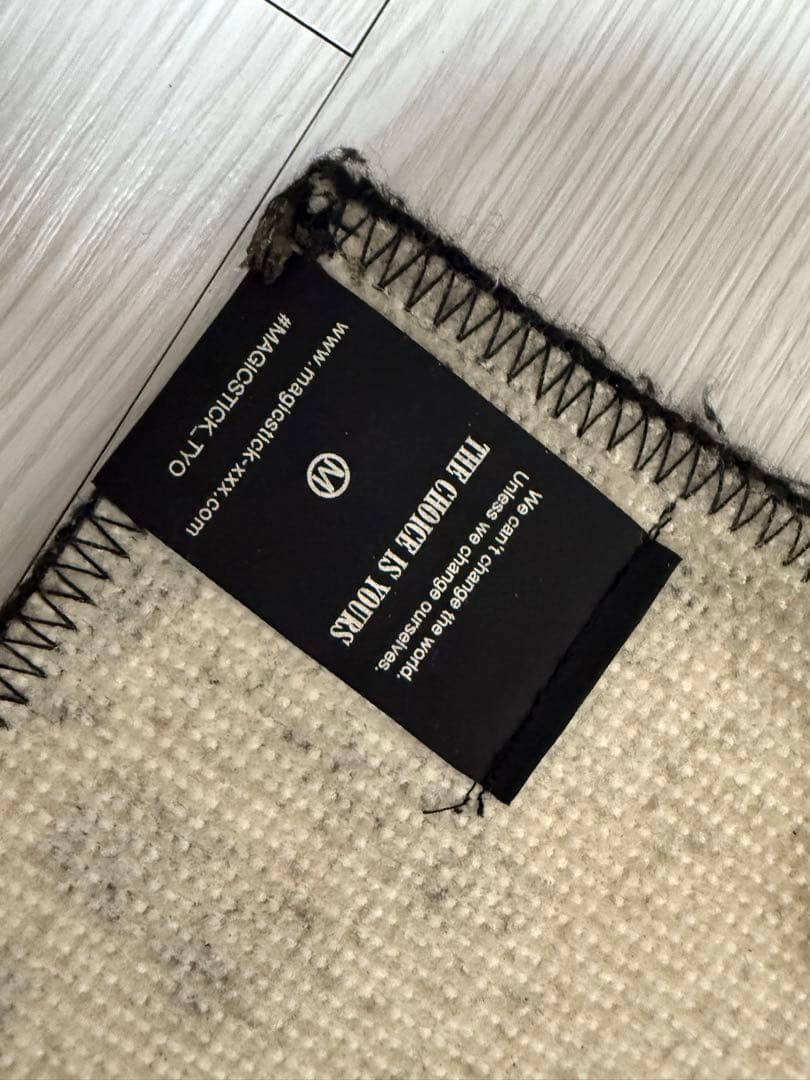 We can't change the world.
Unless we change ourselves.
THE CHOICE IS YOURS
M
www.magicstick-xxx.com
#MAGICSTICK_TYO